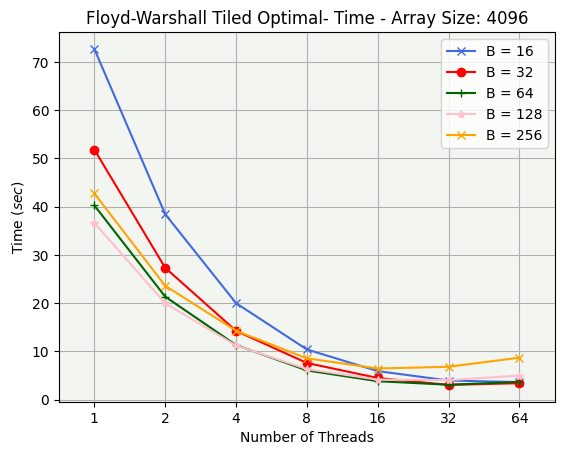 Floyd-Warshall Tiled Optimal- Time - Array Size: 4096
B = 16
B = 32
B = 64
B = 128
B = 256
Time (sec)
70
60
50
40
30
20
10
0
1 2 4 8 16 32 64
Number of Threads